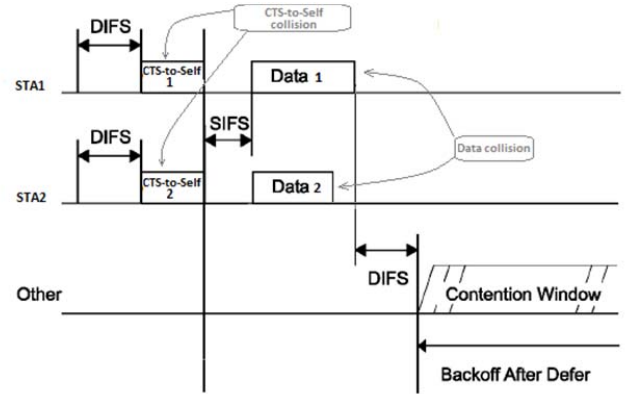 CTS-to-Self
collision
DIFS
CTS-to-Self
1
Data 1
STA1
DIFS
SIFS
Data collision
CTS-to-Self
2
Data 2
STA2
DIFS
Other
Contention Window
Backoff After Defer